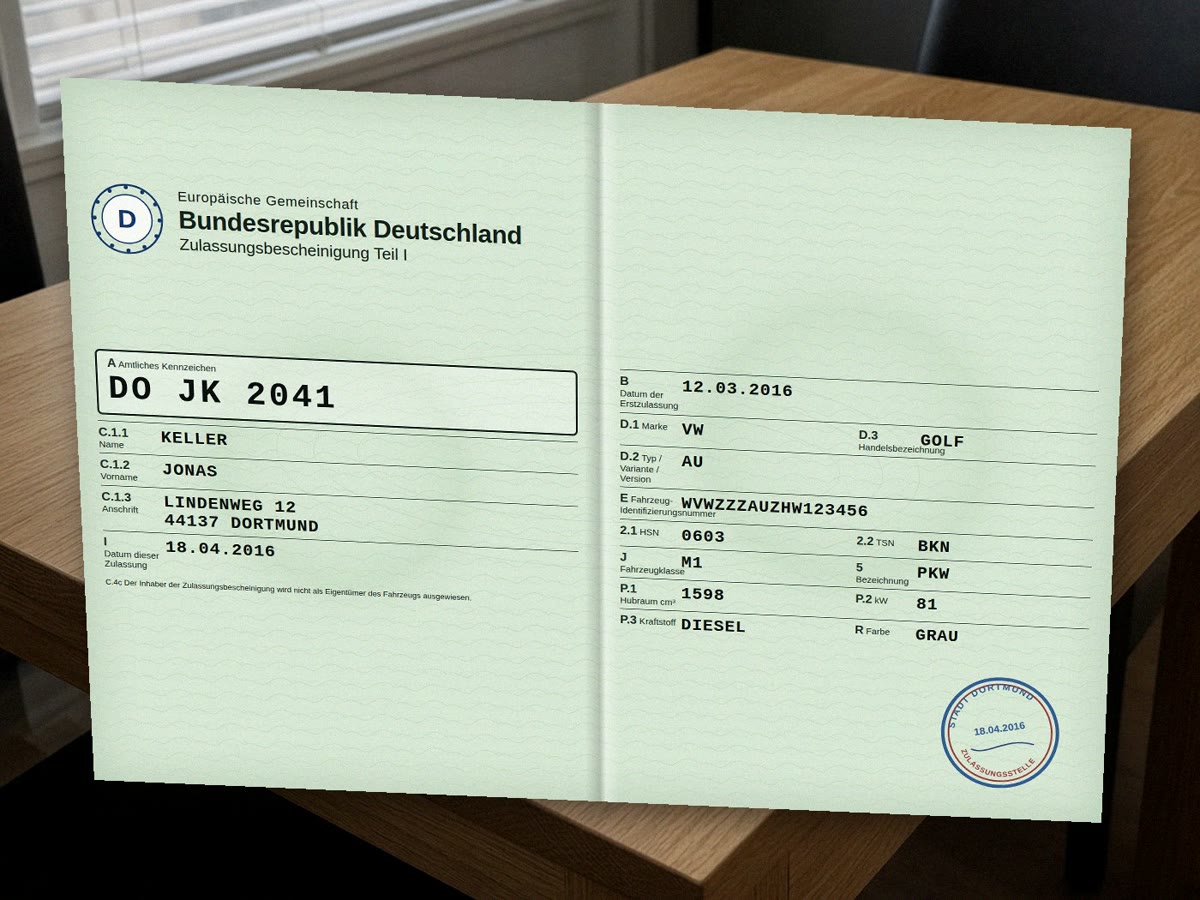 D
Europäische Gemeinschaft
Bundesrepublik Deutschland
Zulassungsbescheinigung Teil I
A Amtliches Kennzeichen
DO JK 2041
C.1.1 KELLER
Name
C.1.2 JONAS
Vorname
C.1.3 LINDENWEG 12
Anschrift 44137 DORTMUND
I 18.04.2016
Datum dieser
Zulassung
C.4c Der Inhaber der Zulassungsbescheinigung wird nicht als Eigentümer des Fahrzeugs ausgewiesen.
B 12.03.2016
Datum der
Erstzulassung
D.1 Marke VW D.3 GOLF
Handelsbezeichnung
D.2 Typ / AU
Variante /
Version
E Fahrzeug- WVWZZZAUZHW123456
Identifizierungsnummer
2.1 HSN 0603 2.2 TSN BKN
J M1 5 PKW
Fahrzeugklasse Bezeichnung
P.1 1598 P.2 kW 81
Hubraum cm³
P.3 Kraftstoff DIESEL R Farbe GRAU
STADT DORTMUND
18.04.2016
ZULASSUNGSSTELLE